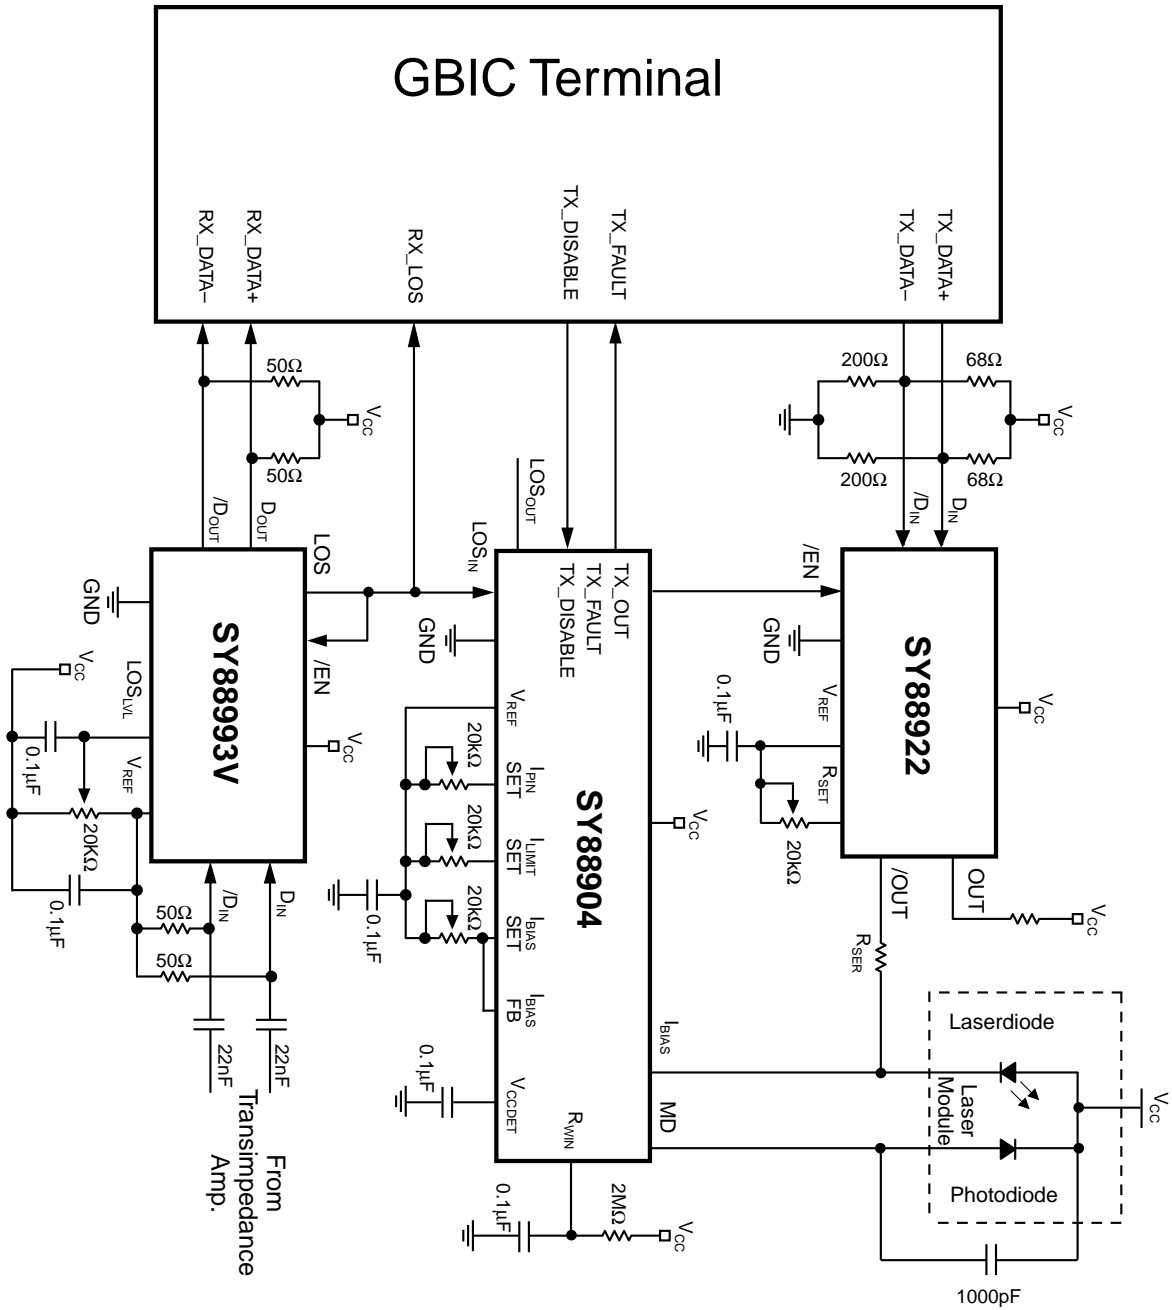 GBIC Terminal
RX_DATA–
RX_DATA+
RX_LOS
TX_DISABLE
TX_FAULT
TX_DATA–
TX_DATA+
50Ω
50Ω
VCC
200Ω
68Ω
VCC
200Ω
68Ω
/DOUT
DOUT
LOSOUT
/DIN
DIN
LOS
LOSIN
/EN
TX_OUT
TX_FAULT
TX_DISABLE
GND
SY88993V
/EN
GND
SY88904
GND
SY88922
VCC
LOSLVL
VREF
VCC
0.1µF
20KΩ
0.1µF
VREF
20kΩ
IPIN
SET
20kΩ
ILIMIT
SET
20kΩ
IBIAS
SET
IBIAS
FB
0.1µF
VCC
VREF
RSET
VCC
0.1µF
20kΩ
/DIN
DIN
50Ω
50Ω
22nF
22nF
From
Transimpedance
Amp.
/OUT
OUT
VCC
RSER
IBIAS
MD
VCCDET
0.1µF
RWIN
0.1µF
2MΩ
VCC
Laserdiode
Laser
Module
Photodiode
VCC
1000pF